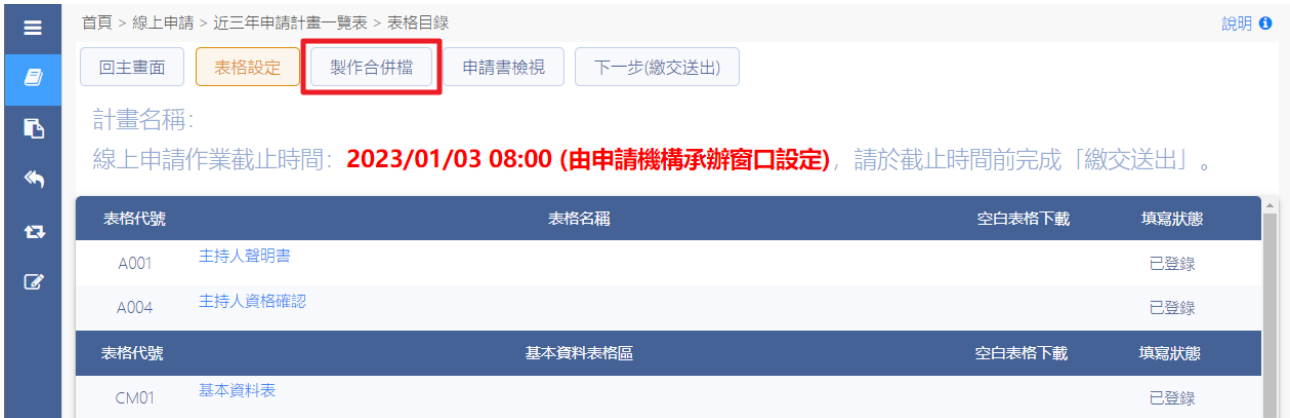 首頁 > 線上申請 > 近三年申請計畫一覽表 > 表格目錄
說明
回主畫面 表格設定 製作合併檔 申請書檢視 下一步(繳交送出)
計畫名稱:
線上申請作業截止時間: 2023/01/03 08:00 (由申請機構承辦窗口設定), 請於截止時間前完成「繳交送出」。
表格代號 表格名稱 空白表格下載 填寫狀態
A001 主持人聲明書 已登錄
A004 主持人資格確認 已登錄
表格代號 基本資料表格區 空白表格下載 填寫狀態
CM01 基本資料表 已登錄